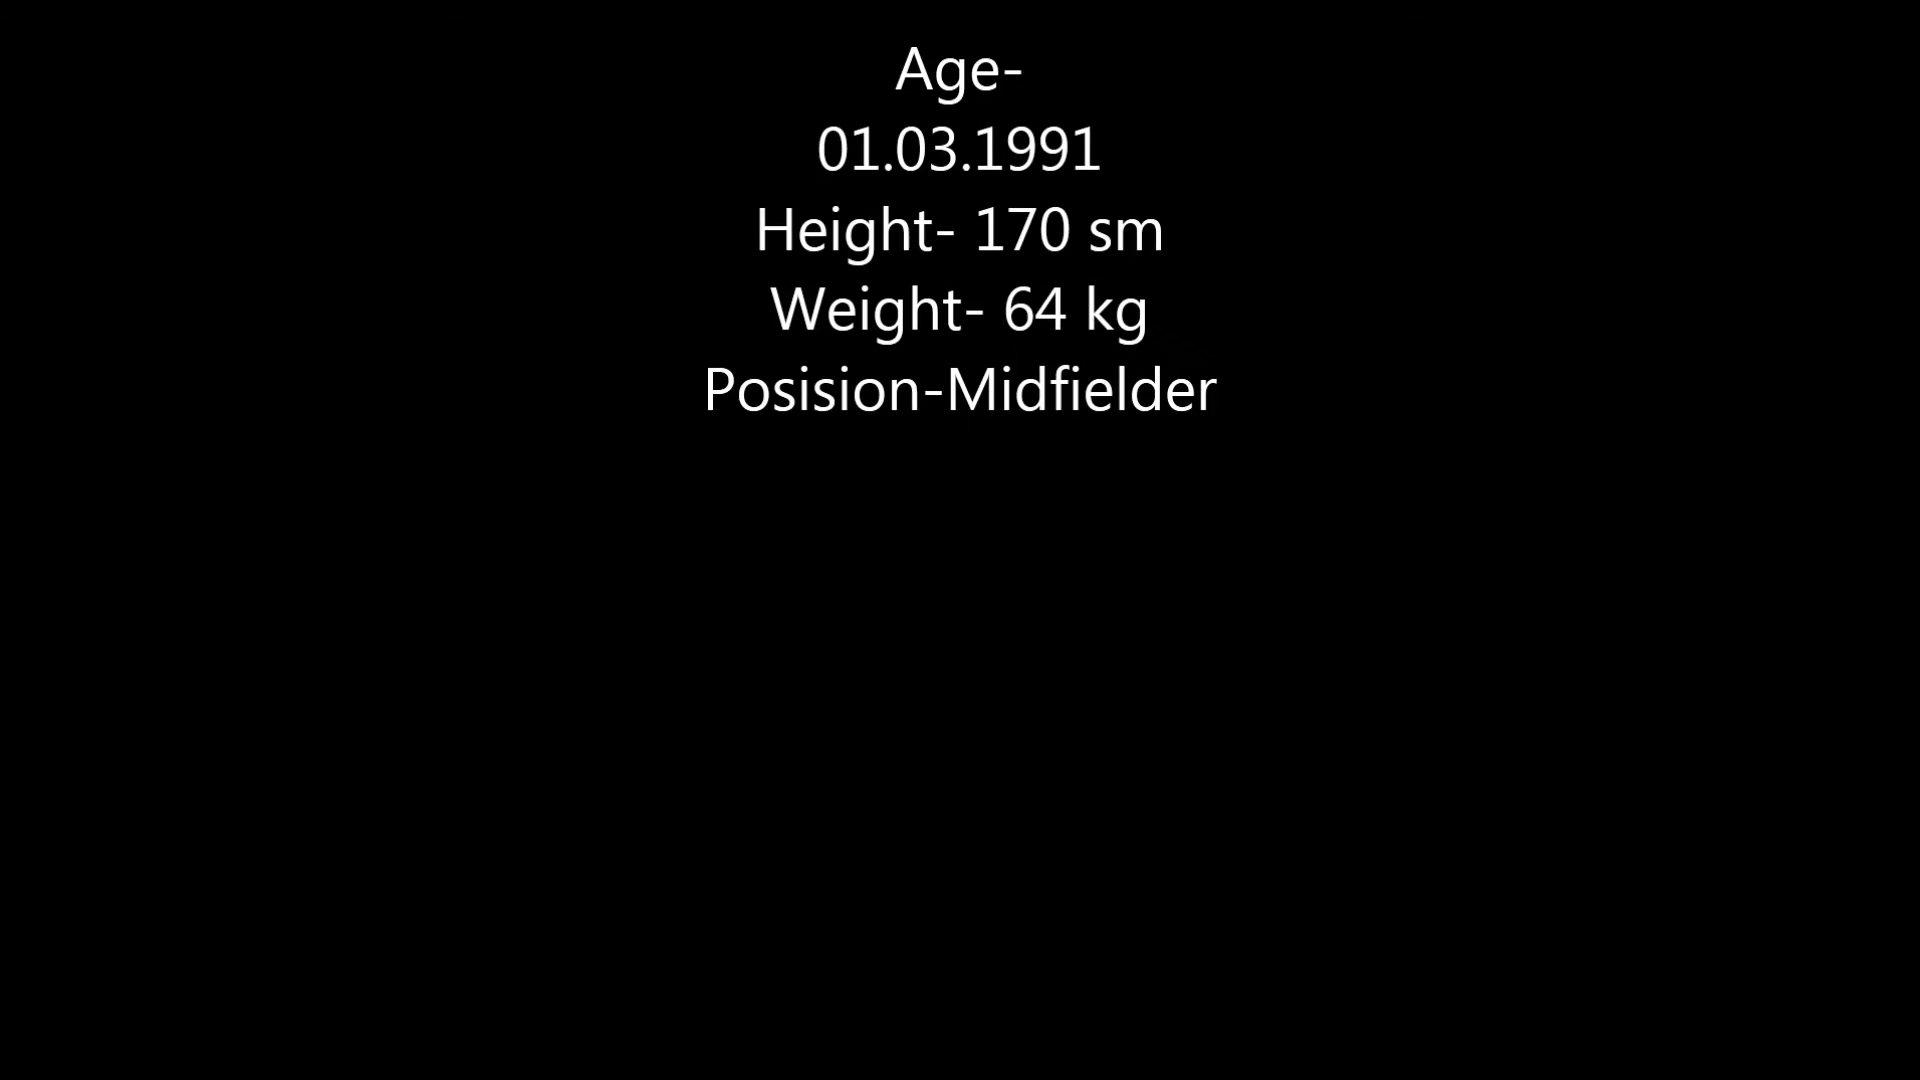 Age-
01.03.1991
Height- 170 sm
Weight- 64 kg
Posision-Midfielder